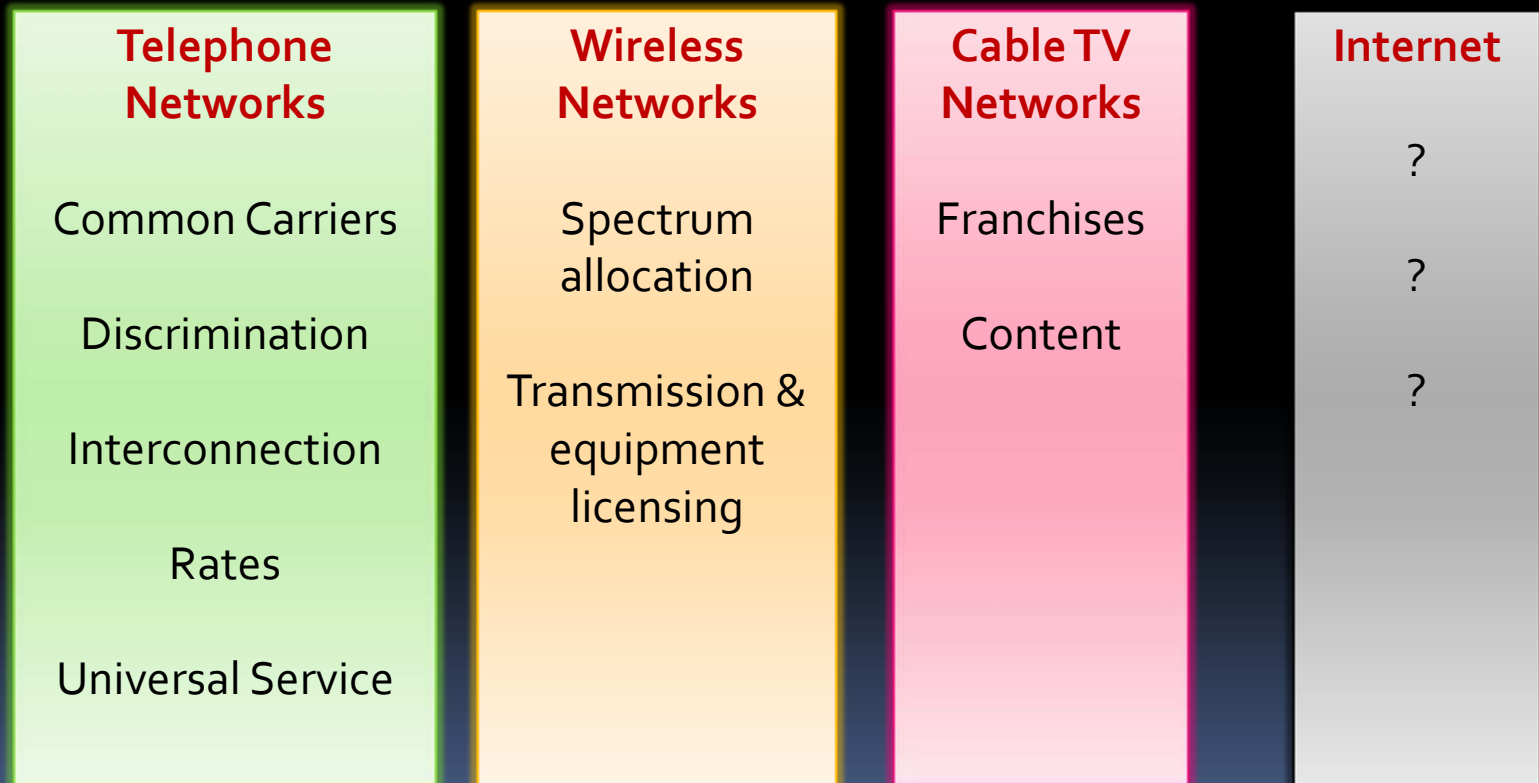 Telephone
Networks
Common Carriers
Discrimination
Interconnection
Rates
Universal Service
Wireless
Networks
Spectrum
allocation
Transmission &
equipment
licensing
Cable TV
Networks
Franchises
Content
Internet
?
?
?